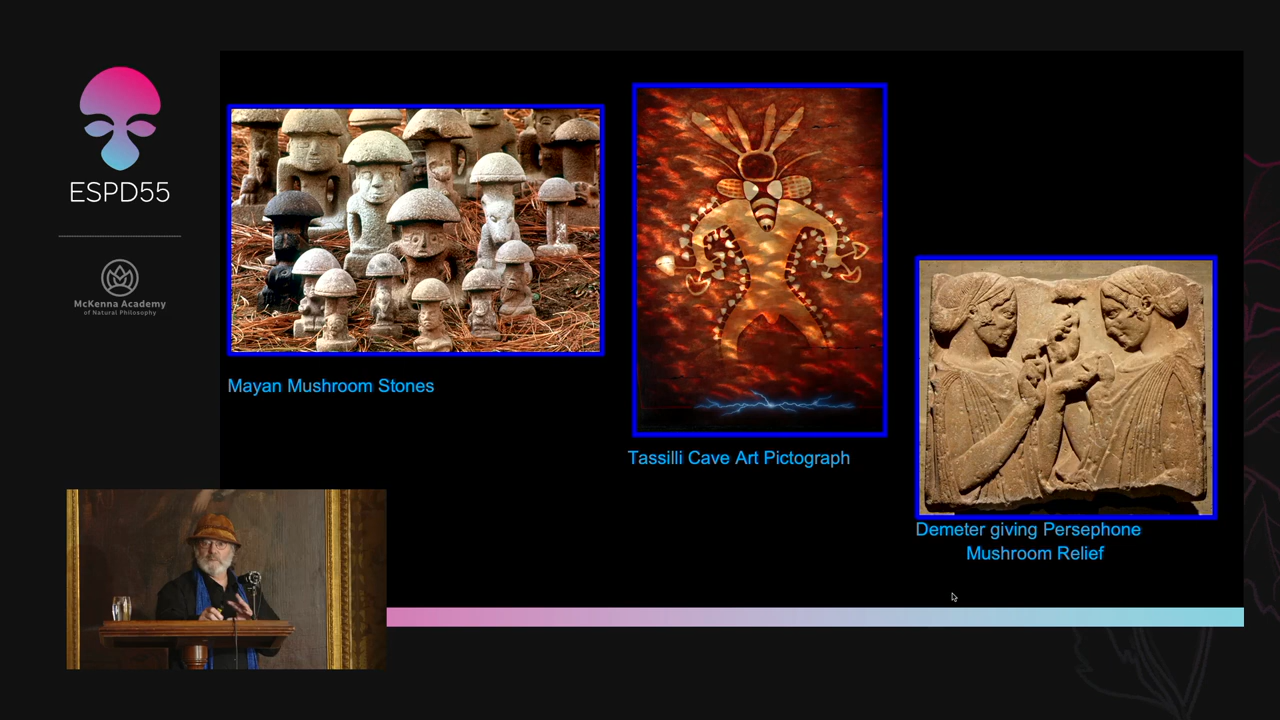 ESPD55
McKenna Academy
of Natural Philosophy
Mayan Mushroom Stones
Tassilli Cave Art Pictograph
Demeter giving Persephone
Mushroom Relief